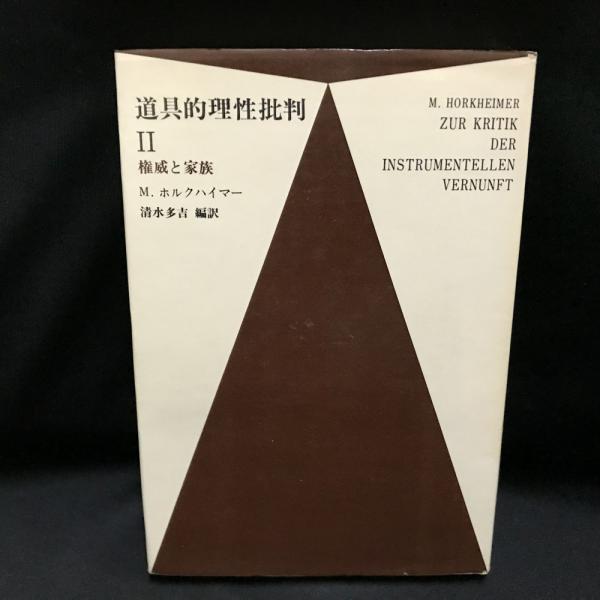 道具的理性批判
II
権威と家族
M. ホルクハイマー
清水多吉 編訳
M. HORKHEIMER
ZUR KRITIK
DER
INSTRUMENTELLEN
VERNUNFT